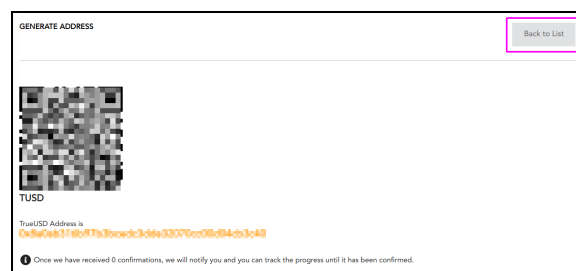 GENERATE ADDRESS
Back to List
TUSD
TrueUSD Address is
Once we have received 0 confirmations, we will notify you and you can track the progress until it has been confirmed.